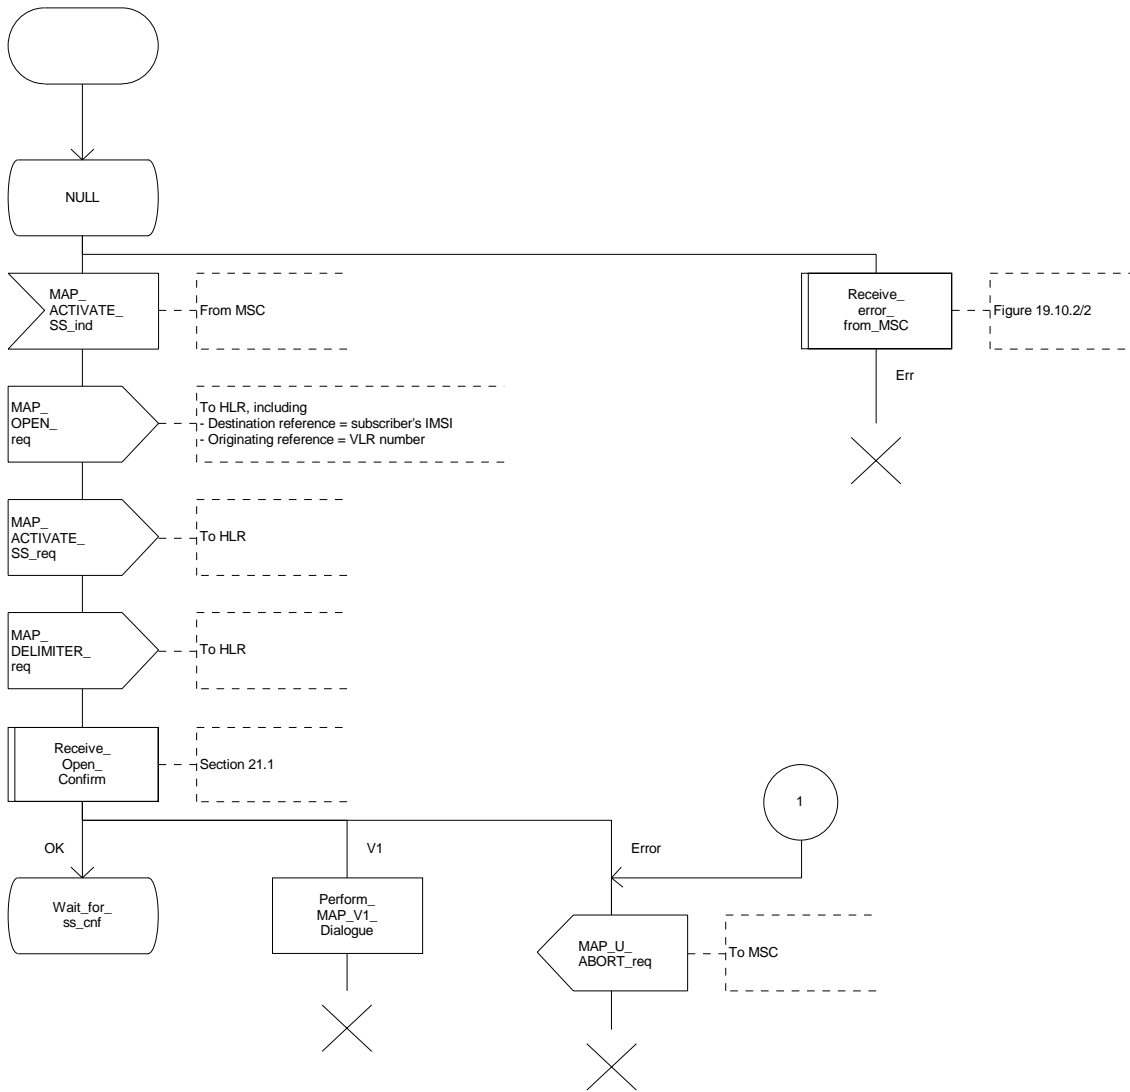 NULL
MAP_
ACTIVATE_
SS_ind
From MSC
Receive_
error_
from_MSC
Figure 19.10.2/2
Err
MAP_
OPEN_
req
To HLR, including
- Destination reference = subscriber's IMSI
- Originating reference = VLR number
MAP_
ACTIVATE_
SS_req
To HLR
MAP_
DELIMITER_
req
To HLR
Receive_
Open_
Confirm
Section 21.1
1
OK
V1
Error
Wait_for_
ss_cnf
Perform_
MAP_V1_
Dialogue
MAP_U_
ABORT_req
To MSC